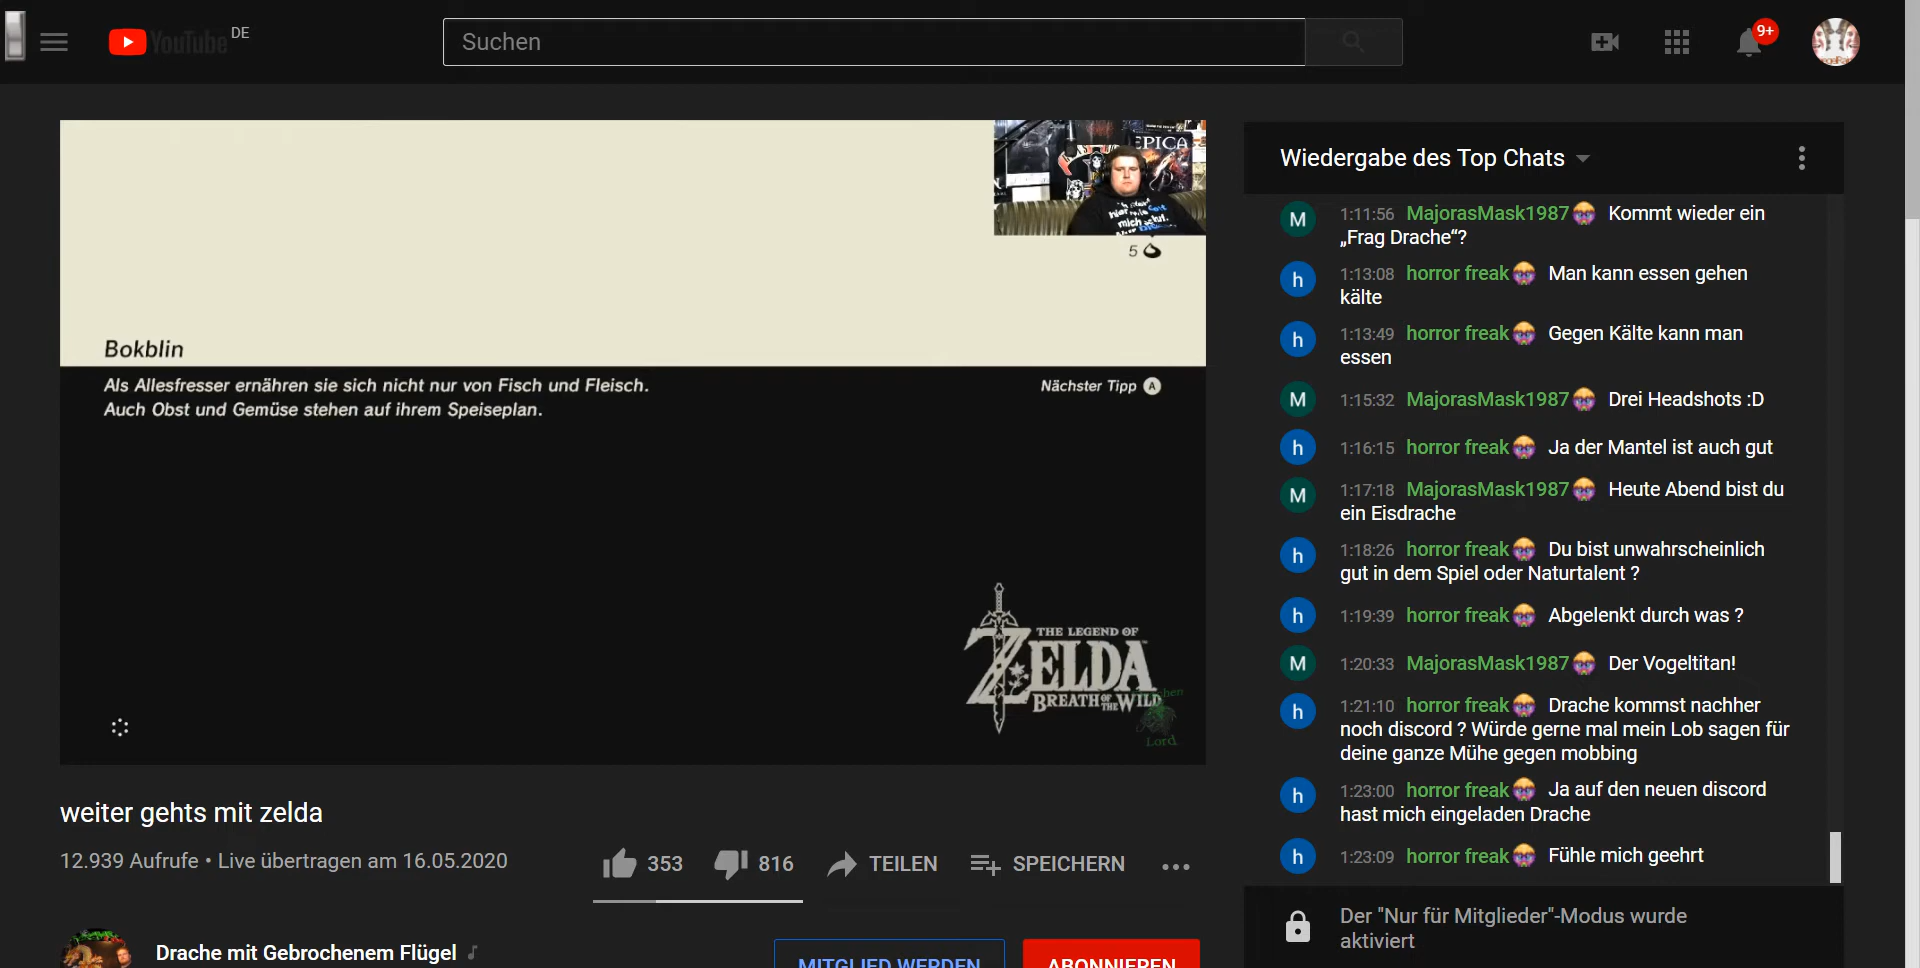 YouTube DE
Suchen
9+
EPICA
5
Bokblin
Als Allesfresser ernähren sie sich nicht nur von Fisch und Fleisch.
Auch Obst und Gemüse stehen auf ihrem Speiseplan.
Nächster Tipp A
THE LEGEND OF
ZELDA
BREATH OF THE WILD
Lord
weiter gehts mit zelda
12.939 Aufrufe • Live übertragen am 16.05.2020
353
816
TEILEN
SPEICHERN
Drache mit Gebrochenem Flügel
MITGLIED WERDEN
ABONNIEREN
Wiedergabe des Top Chats
M
1:11:56 MajorasMask1987 Kommt wieder ein
„Frag Drache“?
h
1:13:08 horror freak Man kann essen gehen
kälte
h
1:13:49 horror freak Gegen Kälte kann man
essen
M
1:15:32 MajorasMask1987 Drei Headshots :D
h
1:16:15 horror freak Ja der Mantel ist auch gut
M
1:17:18 MajorasMask1987 Heute Abend bist du
ein Eisdrache
h
1:18:26 horror freak Du bist unwahrscheinlich
gut in dem Spiel oder Naturtalent ?
h
1:19:39 horror freak Abgelenkt durch was ?
M
1:20:33 MajorasMask1987 Der Vogeltitan!
h
1:21:10 horror freak Drache kommst nachher
noch discord ? Würde gerne mal mein Lob sagen für
deine ganze Mühe gegen mobbing
h
1:23:00 horror freak Ja auf den neuen discord
hast mich eingeladen Drache
h
1:23:09 horror freak Fühle mich geehrt
Der "Nur für Mitglieder"-Modus wurde
aktiviert